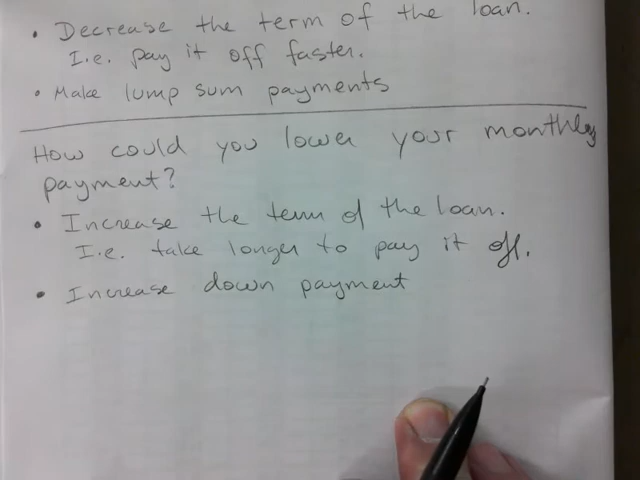 • Decrease the term of the loan.
I.e. pay it off faster.
• Make lump sum payments
How could you lower your monthly
payment?
• Increase the term of the loan.
I.e. take longer to pay it off.
• Increase down payment